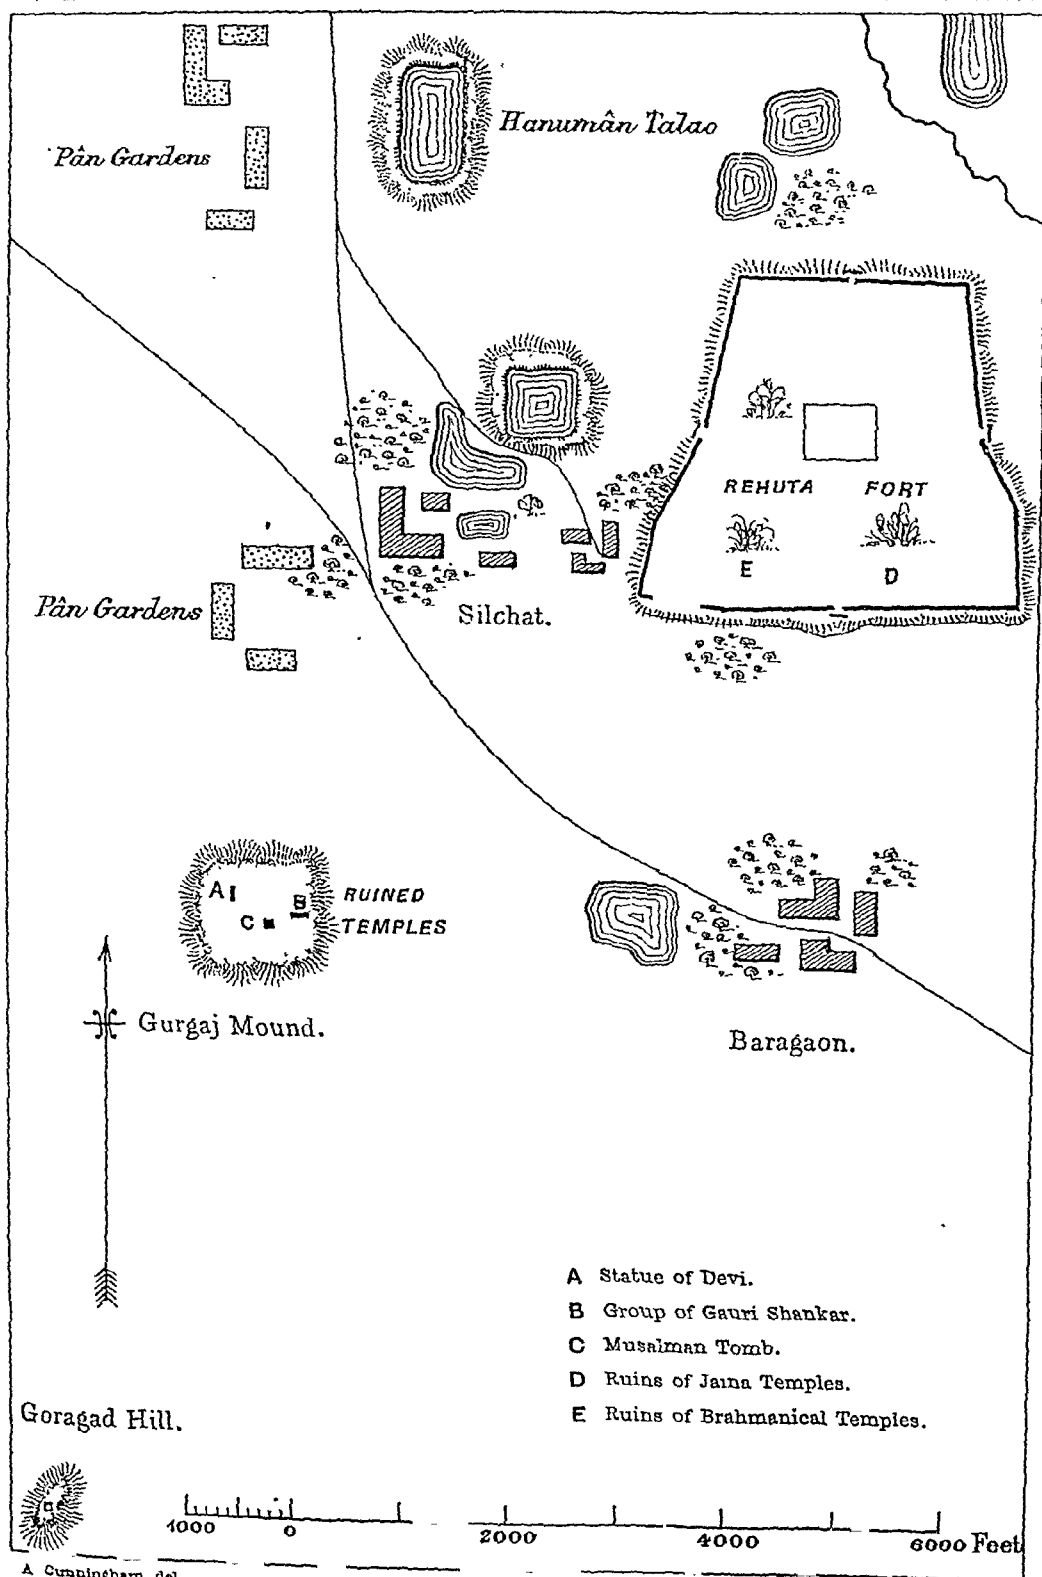 Hanumân Talao
Pân Gardens
REHUTA FORT
E
D
Pân Gardens
Silchat.
A
B
C
RUINED
TEMPLES
Gurgaj Mound.
Baragaon.
A Statue of Devi.
B Group of Gauri Shankar.
C Musalman Tomb.
D Ruins of Jaina Temples.
E Ruins of Brahmanical Temples.
Goragad Hill.
1000 0 2000 4000 6000 Feet
A Cunningham del